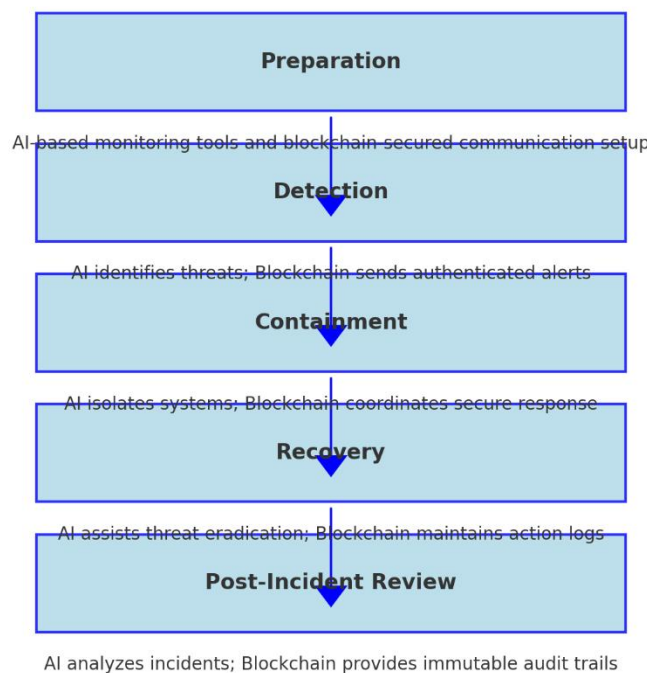 Preparation
AI-based monitoring tools and blockchain-secured communication setup
Detection
AI identifies threats; Blockchain sends authenticated alerts
Containment
AI isolates systems; Blockchain coordinates secure response
Recovery
AI assists threat eradication; Blockchain maintains action logs
Post-Incident Review
AI analyzes incidents; Blockchain provides immutable audit trails